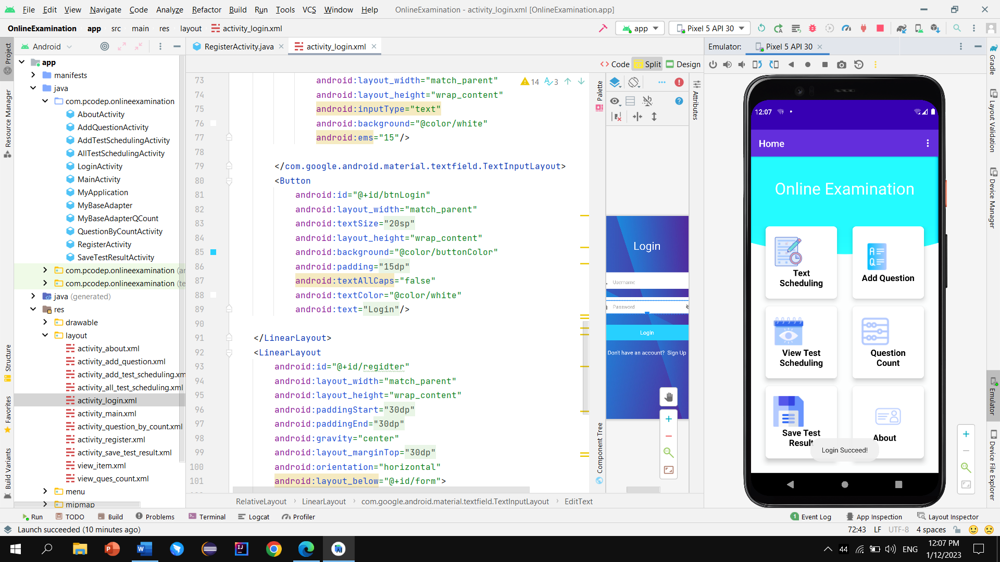 File Edit View Navigate Code Analyze Refactor Build Run Tools VCS Window Help OnlineExamination - activity_login.xml [OnlineExamination.app]
OnlineExamination app src main res layout activity_login.xml app Pixel 5 API 30
Project
Resource Manager
Structure
Favorites
Build Variants
Android
app
manifests
java
com.pcodep.onlineexamination
AboutActivity
AddQuestionActivity
AddTestSchedulingActivity
AllTestSchedulingActivity
LoginActivity
MainActivity
MyApplication
MyBaseAdapter
MyBaseAdapterQCount
QuestionByCountActivity
RegisterActivity
SaveTestResultActivity
com.pcodep.onlineexamination (ar
com.pcodep.onlineexamination (te
java (generated)
res
drawable
layout
activity_about.xml
activity_add_question.xml
activity_add_test_scheduling.xm
activity_all_test_scheduling.xml
activity_login.xml
activity_main.xml
activity_question_by_count.xml
activity_register.xml
activity_save_test_result.xml
view_item.xml
view_ques_count.xml
menu
mipmap
RegisterActivity.java activity_login.xml
Code Split Design
14 3
73 android:layout_width="match_parent"
74 android:layout_height="wrap_content"
75 android:inputType="text"
76 android:background="@color/white"
77 android:ems="15"/>
78
79 </com.google.android.material.textfield.TextInputLayout>
80 <Button
81 android:id="@+id/btnLogin"
82 android:layout_width="match_parent"
83 android:textSize="20sp"
84 android:layout_height="wrap_content"
85 android:background="@color/buttonColor"
86 android:padding="15dp"
87 android:textAllCaps="false"
88 android:textColor="@color/white"
89 android:text="Login"/>
90
91 </LinearLayout>
92 <LinearLayout
93 android:id="@+id/regidter"
94 android:layout_width="match_parent"
95 android:layout_height="wrap_content"
96 android:paddingStart="30dp"
97 android:paddingEnd="30dp"
98 android:gravity="center"
99 android:layout_marginTop="30dp"
100 android:orientation="horizontal"
101 android:layout_below="@+id/form">
RelativeLayout LinearLayout com.google.android.material.textfield.TextInputLayout EditText
Palette
Component Tree
Attributes
Login
Username
Password
Login
Don't have an account? Sign Up
Emulator: Pixel 5 API 30
12:07
Home
Online Examination
Text
Scheduling
Add Question
View Test
Scheduling
Question
Count
Save Test
Result
About
Login Succeed!
Gradle
Layout Validation
Device Manager
Emulator
Device File Explorer
Run TODO Build Problems Terminal Logcat Profiler 1 Event Log App Inspection Layout Inspector
Launch succeeded (10 minutes ago) 72:43 LF UTF-8 4 spaces
44 ENG 12:07 PM
1/12/2023